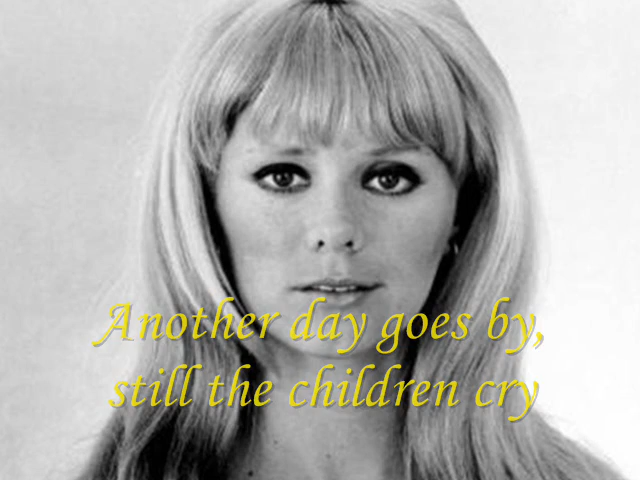 Another day goes by,
still the children cry